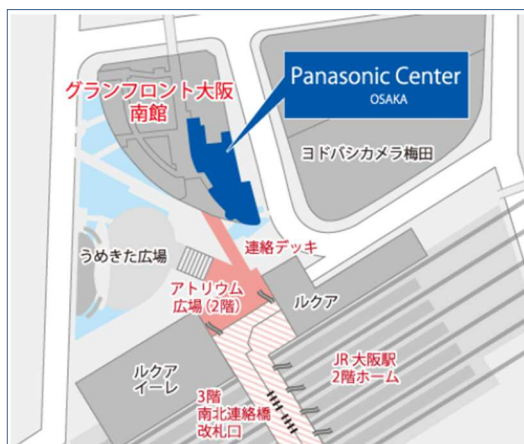 グランフロント大阪
南館
Panasonic Center
OSAKA
ヨドバシカメラ梅田
連絡デッキ
うめきた広場
アトリウム
広場(2階)
ルクア
ルクア
イーレ
3階
南北連絡橋
改札口
JR大阪駅
2階ホーム